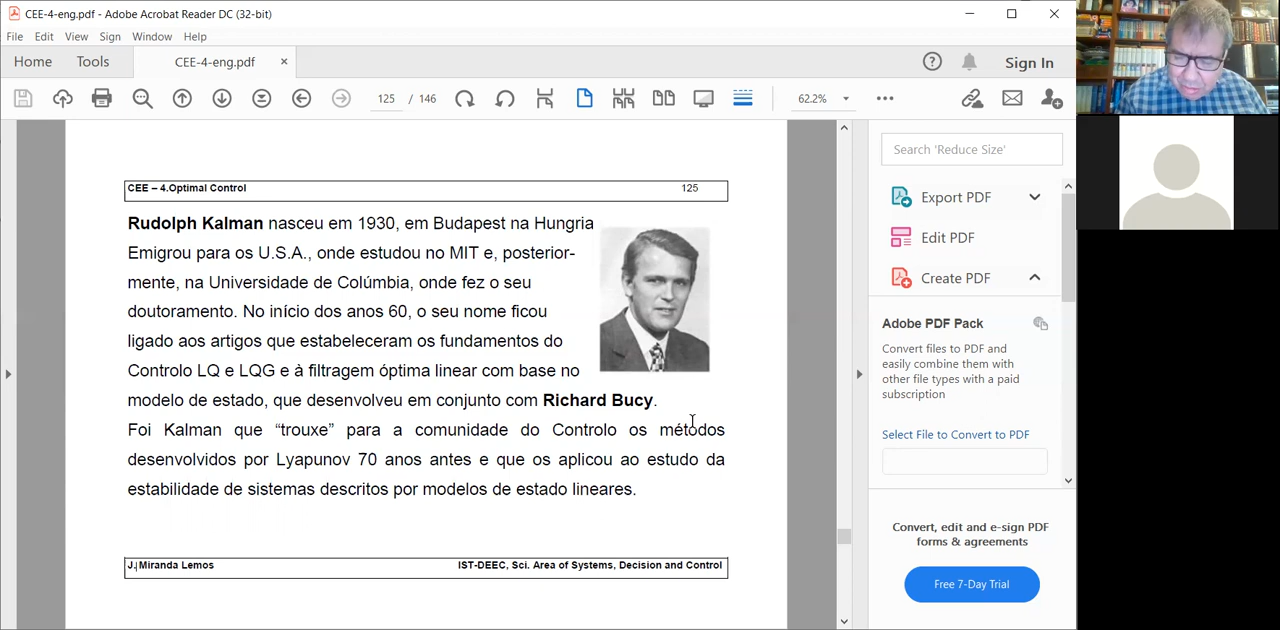 CEE-4-eng.pdf - Adobe Acrobat Reader DC (32-bit)
File Edit View Sign Window Help
Home Tools CEE-4-eng.pdf × Sign In
125 / 146 62.2%
CEE – 4.Optimal Control 125
Rudolph Kalman nasceu em 1930, em Budapest na Hungria
Emigrou para os U.S.A., onde estudou no MIT e, posterior-
mente, na Universidade de Colúmbia, onde fez o seu
doutoramento. No início dos anos 60, o seu nome ficou
ligado aos artigos que estabeleceram os fundamentos do
Controlo LQ e LQG e à filtragem óptima linear com base no
modelo de estado, que desenvolveu em conjunto com Richard Bucy.
Foi Kalman que “trouxe” para a comunidade do Controlo os métodos
desenvolvidos por Lyapunov 70 anos antes e que os aplicou ao estudo da
estabilidade de sistemas descritos por modelos de estado lineares.
J. Miranda Lemos IST-DEEC, Sci. Area of Systems, Decision and Control
Search 'Reduce Size'
Export PDF
Edit PDF
Create PDF
Adobe PDF Pack
Convert files to PDF and
easily combine them with
other file types with a paid
subscription
Select File to Convert to PDF
Convert, edit and e-sign PDF
forms & agreements
Free 7-Day Trial